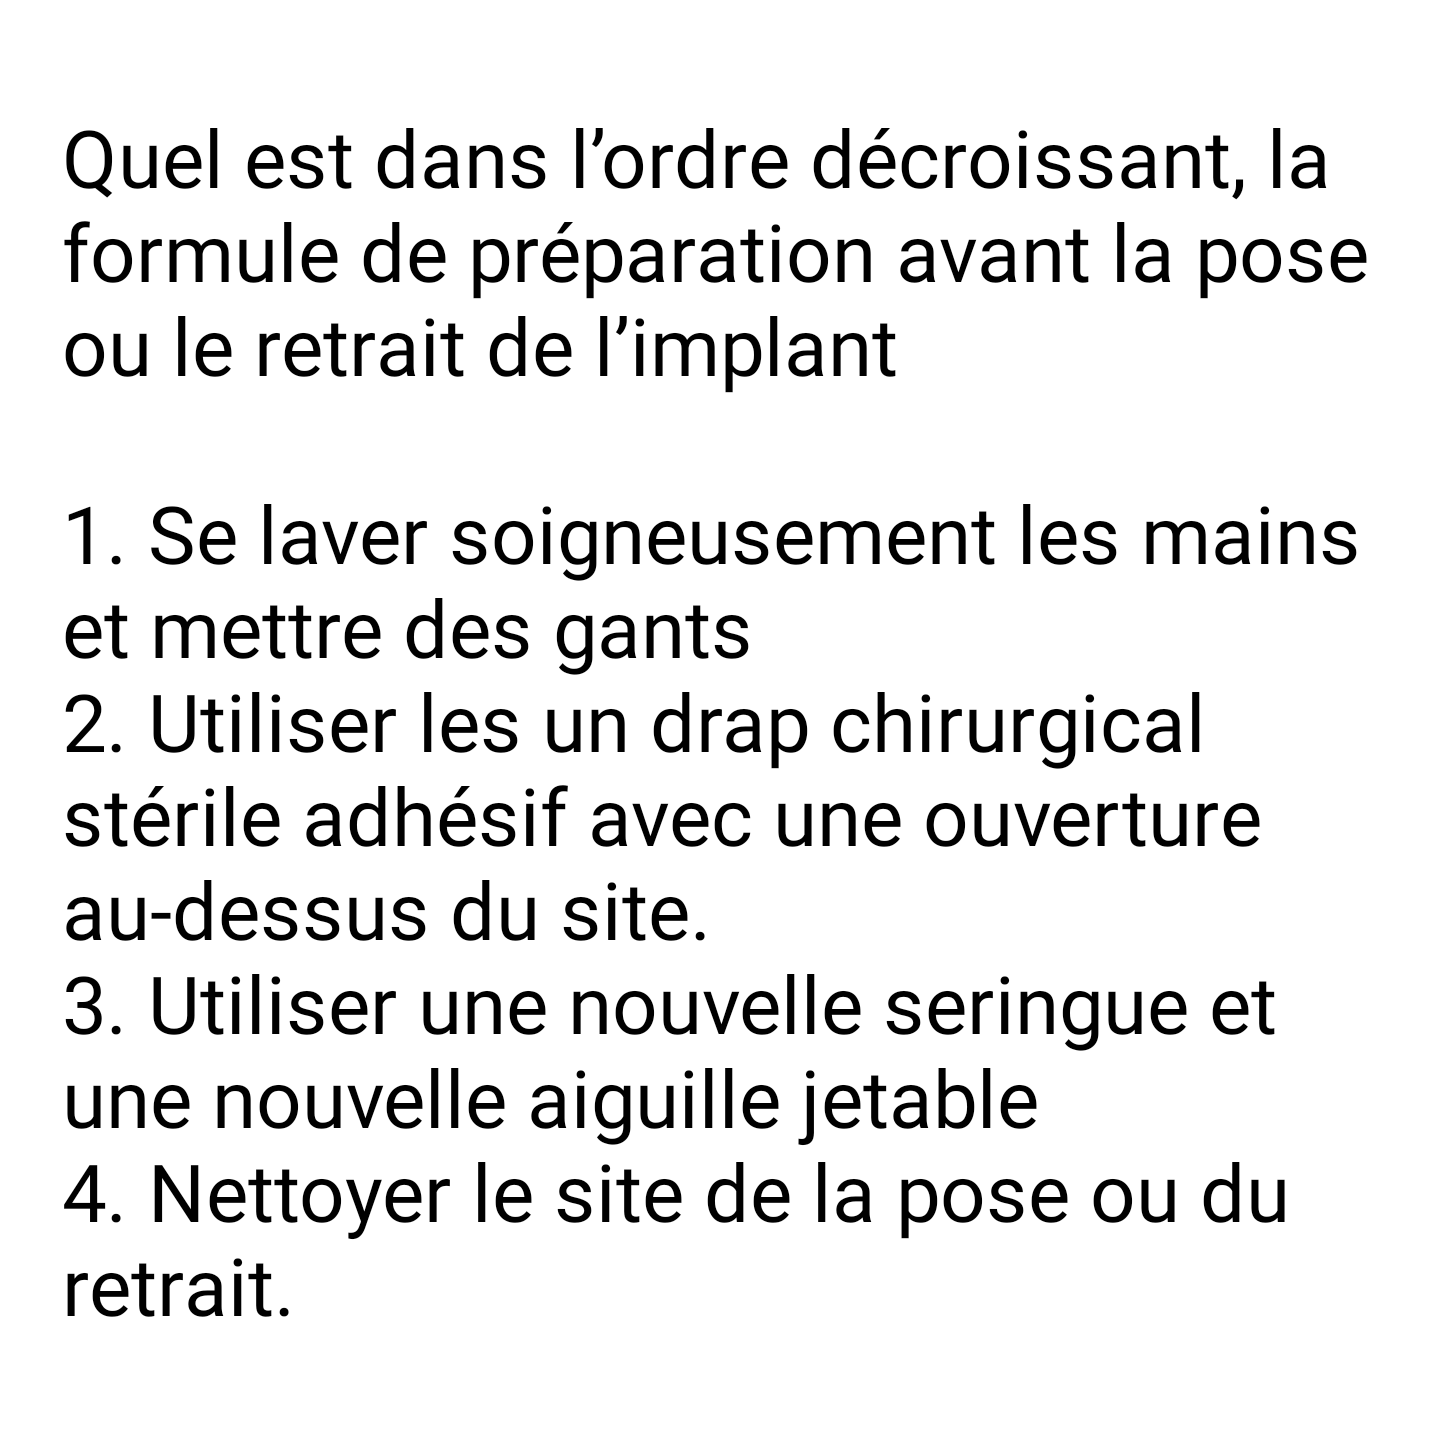 Quel est dans l’ordre décroissant, la
formule de préparation avant la pose
ou le retrait de l’implant
1. Se laver soigneusement les mains
et mettre des gants
2. Utiliser les un drap chirurgical
stérile adhésif avec une ouverture
au-dessus du site.
3. Utiliser une nouvelle seringue et
une nouvelle aiguille jetable
4. Nettoyer le site de la pose ou du
retrait.